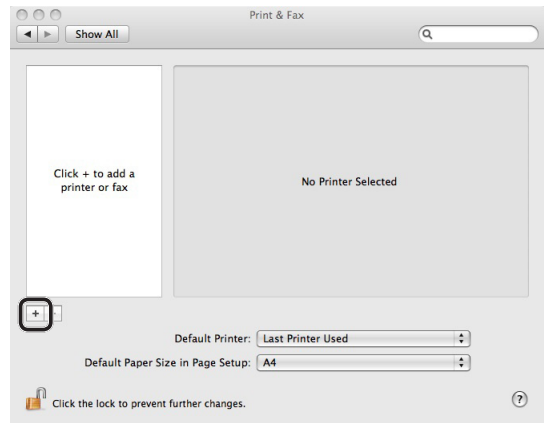 Print & Fax
Show All
Click + to add a
printer or fax
No Printer Selected
+ -
Default Printer: Last Printer Used
Default Paper Size in Page Setup: A4
Click the lock to prevent further changes.
?